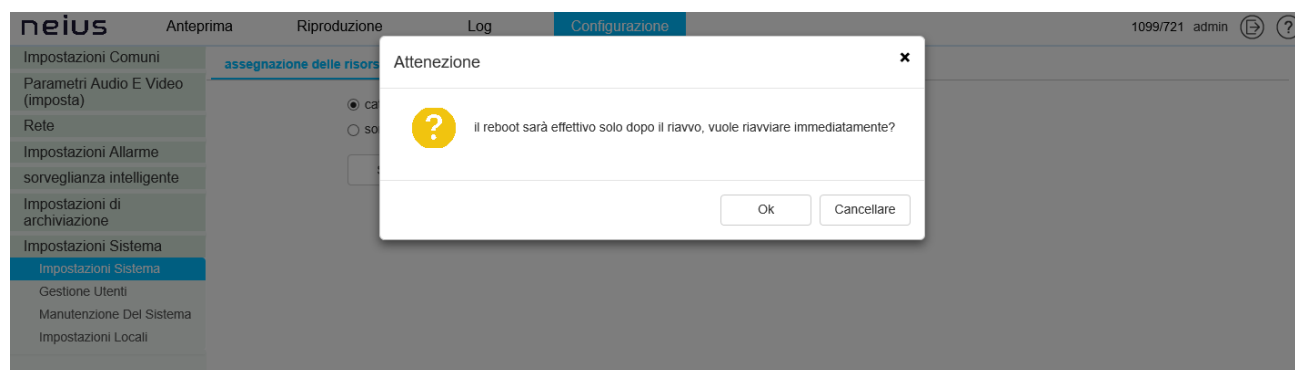 neius Anteprima Riproduzione Log Configurazione 1099/721 admin ?
Impostazioni Comuni
assegnazione delle risors
Attenezione
Parametri Audio E Video
(imposta)
Rete
Impostazioni Allarme
il reboot sarà effettivo solo dopo il riavvo, vuole riavviare immediatamente?
sorveglianza intelligente
Impostazioni di
archiviazione
Ok Cancellare
Impostazioni Sistema
Impostazioni Sistema
Gestione Utenti
Manutenzione Del Sistema
Impostazioni Locali